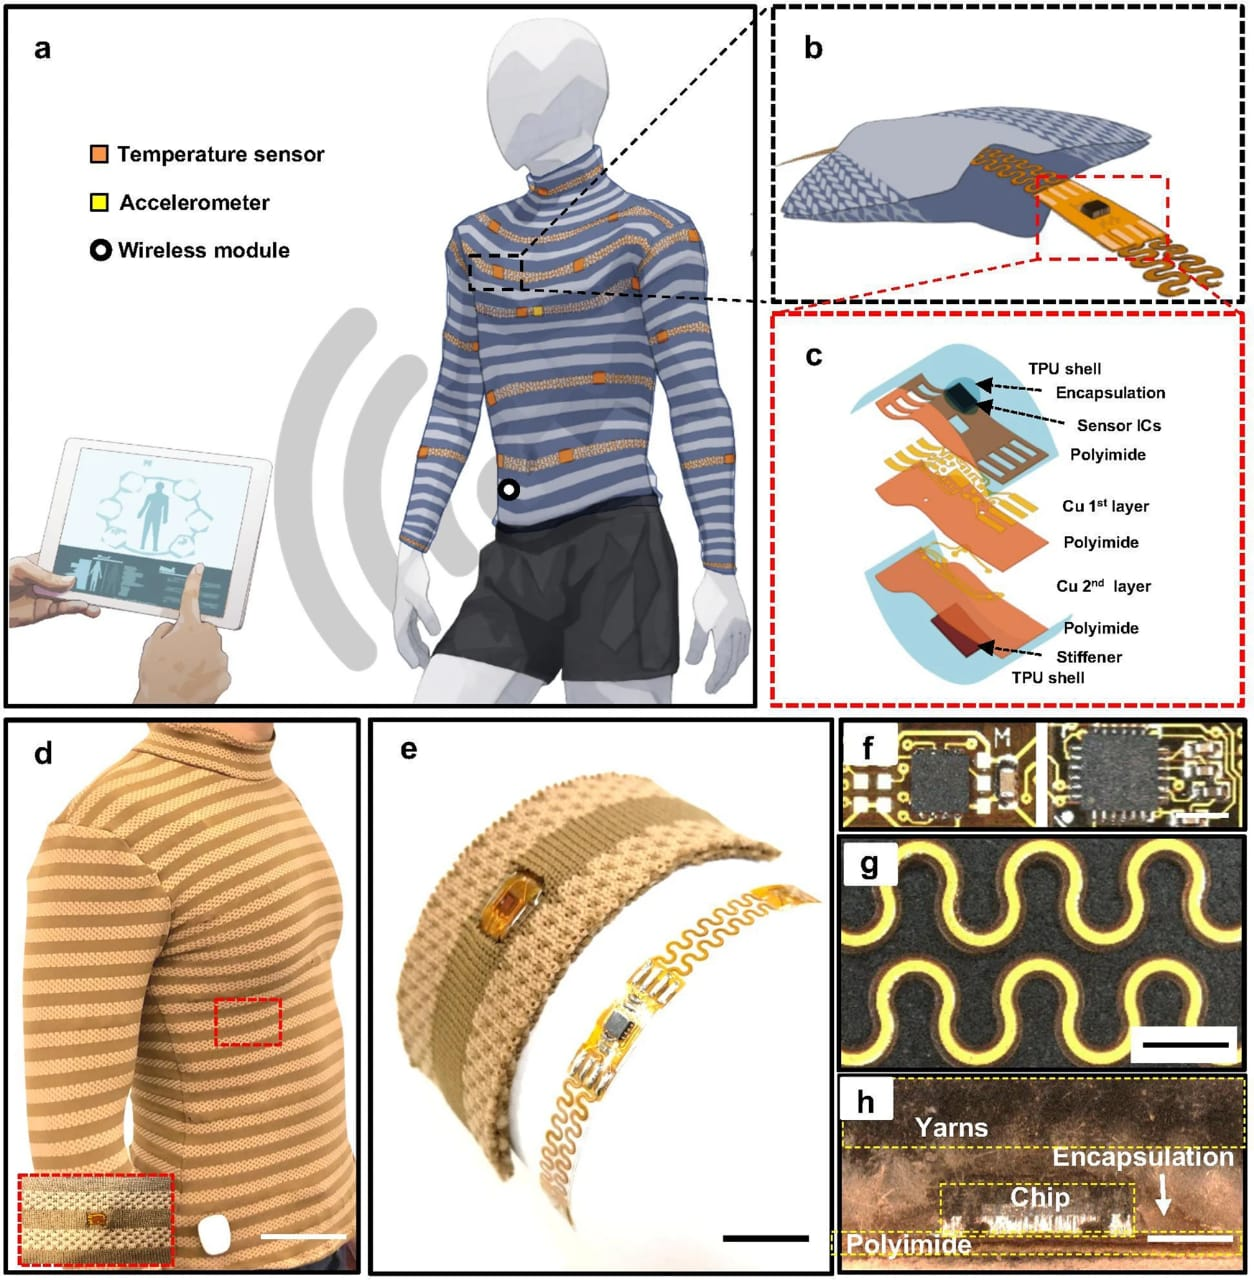 a
Temperature sensor
Accelerometer
Wireless module
b
c
TPU shell
Encapsulation
Sensor ICs
Polyimide
Cu 1st layer
Polyimide
Cu 2nd layer
Polyimide
Stiffener
TPU shell
d
e
f
M
g
h
Yarns
Encapsulation
Chip
Polyimide